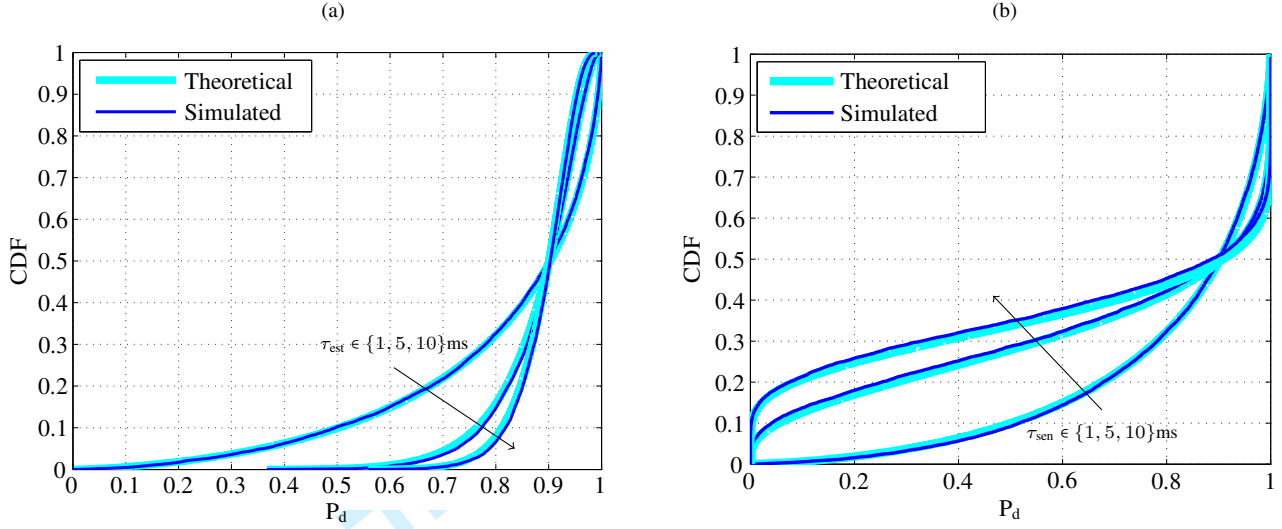 (a)
1
0.9
0.8
0.7
0.6
0.5
0.4
0.3
0.2
0.1
0
CDF
Theoretical
Simulated
τest ∈ {1, 5, 10}ms
0 0.1 0.2 0.3 0.4 0.5 0.6 0.7 0.8 0.9 1
Pd
(b)
1
0.9
0.8
0.7
0.6
0.5
0.4
0.3
0.2
0.1
0
CDF
Theoretical
Simulated
τsen ∈ {1, 5, 10}ms
0 0.2 0.4 0.6 0.8 1
Pd